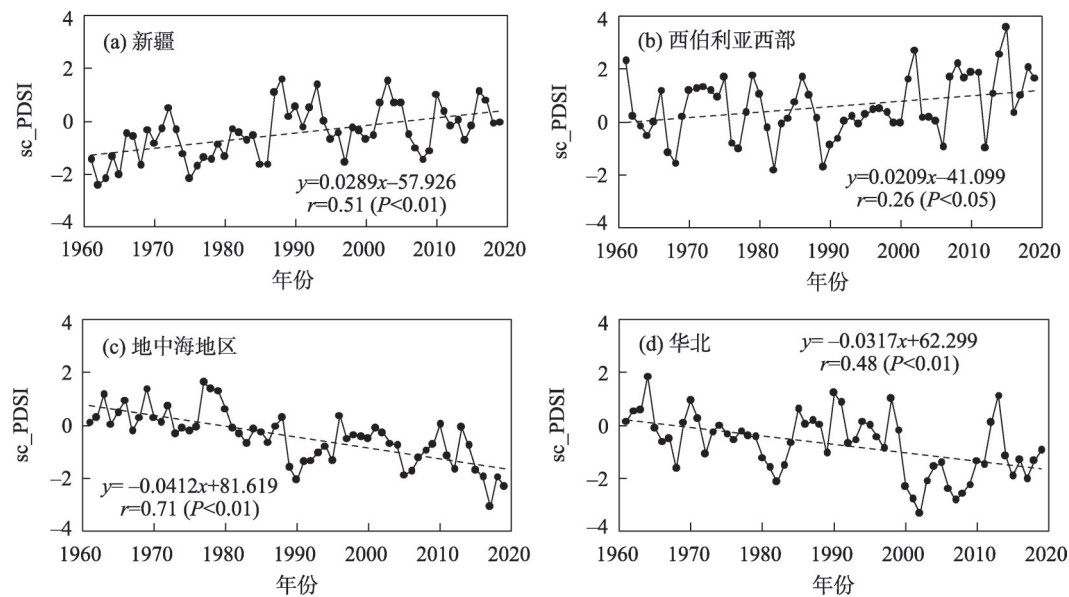 (a) 新疆
sc_PDSI
4
2
0
–2
–4
y=0.0289x–57.926
r=0.51 (P<0.01)
1960 1970 1980 1990 2000 2010 2020
年份
(b) 西伯利亚西部
sc_PDSI
4
2
0
–2
–4
y=0.0209x–41.099
r=0.26 (P<0.05)
1960 1970 1980 1990 2000 2010 2020
年份
(c) 地中海地区
sc_PDSI
4
2
0
–2
–4
y= –0.0412x+81.619
r=0.71 (P<0.01)
1960 1970 1980 1990 2000 2010 2020
年份
(d) 华北
sc_PDSI
4
2
0
–2
–4
y= –0.0317x+62.299
r=0.48 (P<0.01)
1960 1970 1980 1990 2000 2010 2020
年份